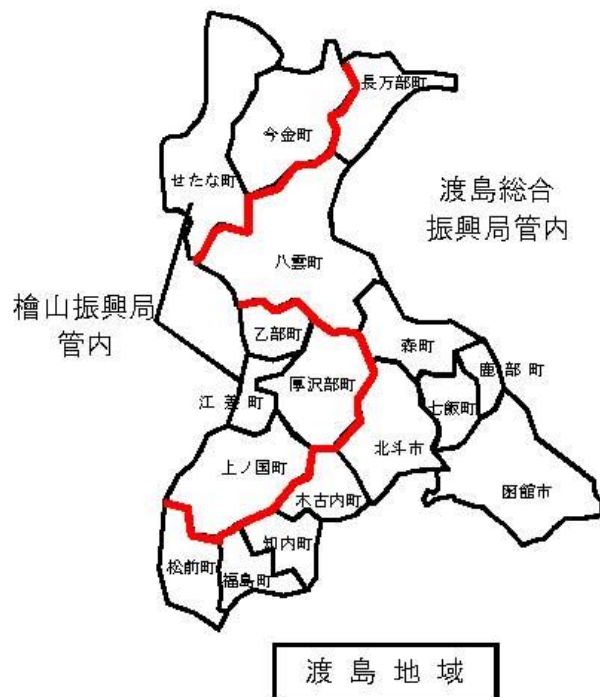 長万部町
今金町
せたな町
渡島総合
振興局管内
八雲町
檜山振興局
管内
乙部町
森町
鹿部町
厚沢部町
江差町
七飯町
北斗市
上ノ国町
木古内町
函館市
知内町
松前町
福島町
渡島地域